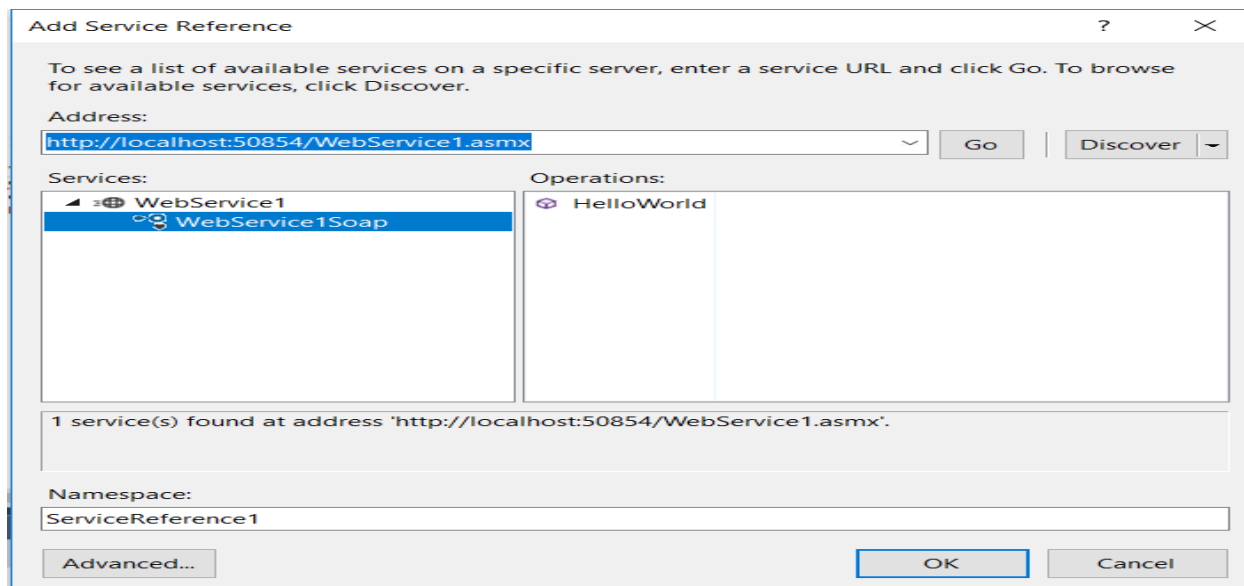 Add Service Reference
?
To see a list of available services on a specific server, enter a service URL and click Go. To browse
for available services, click Discover.
Address:
http://localhost:50854/WebService1.asmx
Go
Discover
Services:
Operations:
WebService1
HelloWorld
WebService1Soap
1 service(s) found at address 'http://localhost:50854/WebService1.asmx'.
Namespace:
ServiceReference1
Advanced...
OK
Cancel